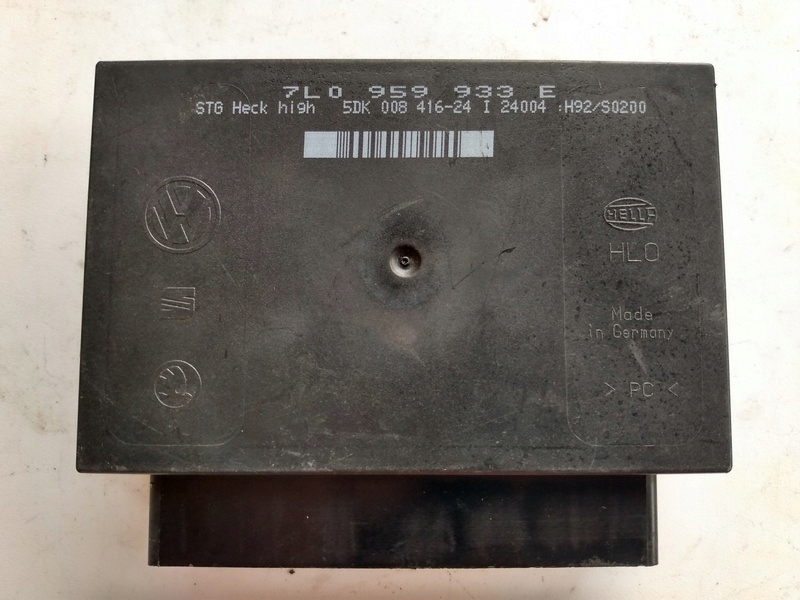 7L0 959 933 E
STG Heck high 5DK 008 416-24 I 24004 :H92/S0200
HELLA
HLO
Made
in Germany
> PC <